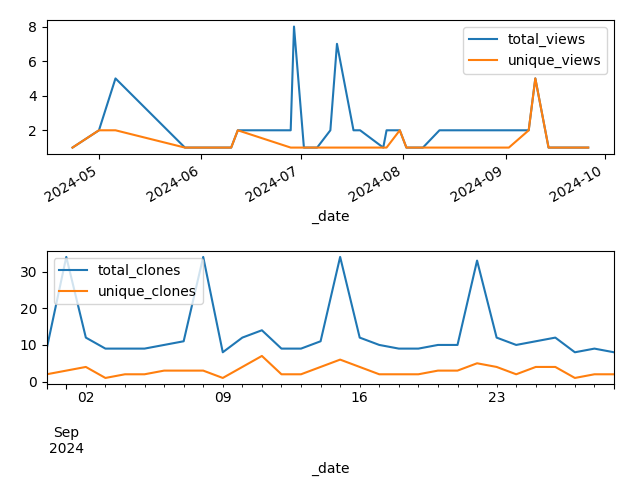 8
6
4
2
total_views
unique_views
2024-05
2024-06
2024-07
2024-08
2024-09
2024-10
_date
30
20
10
0
total_clones
unique_clones
02
09
16
23
Sep
2024
_date